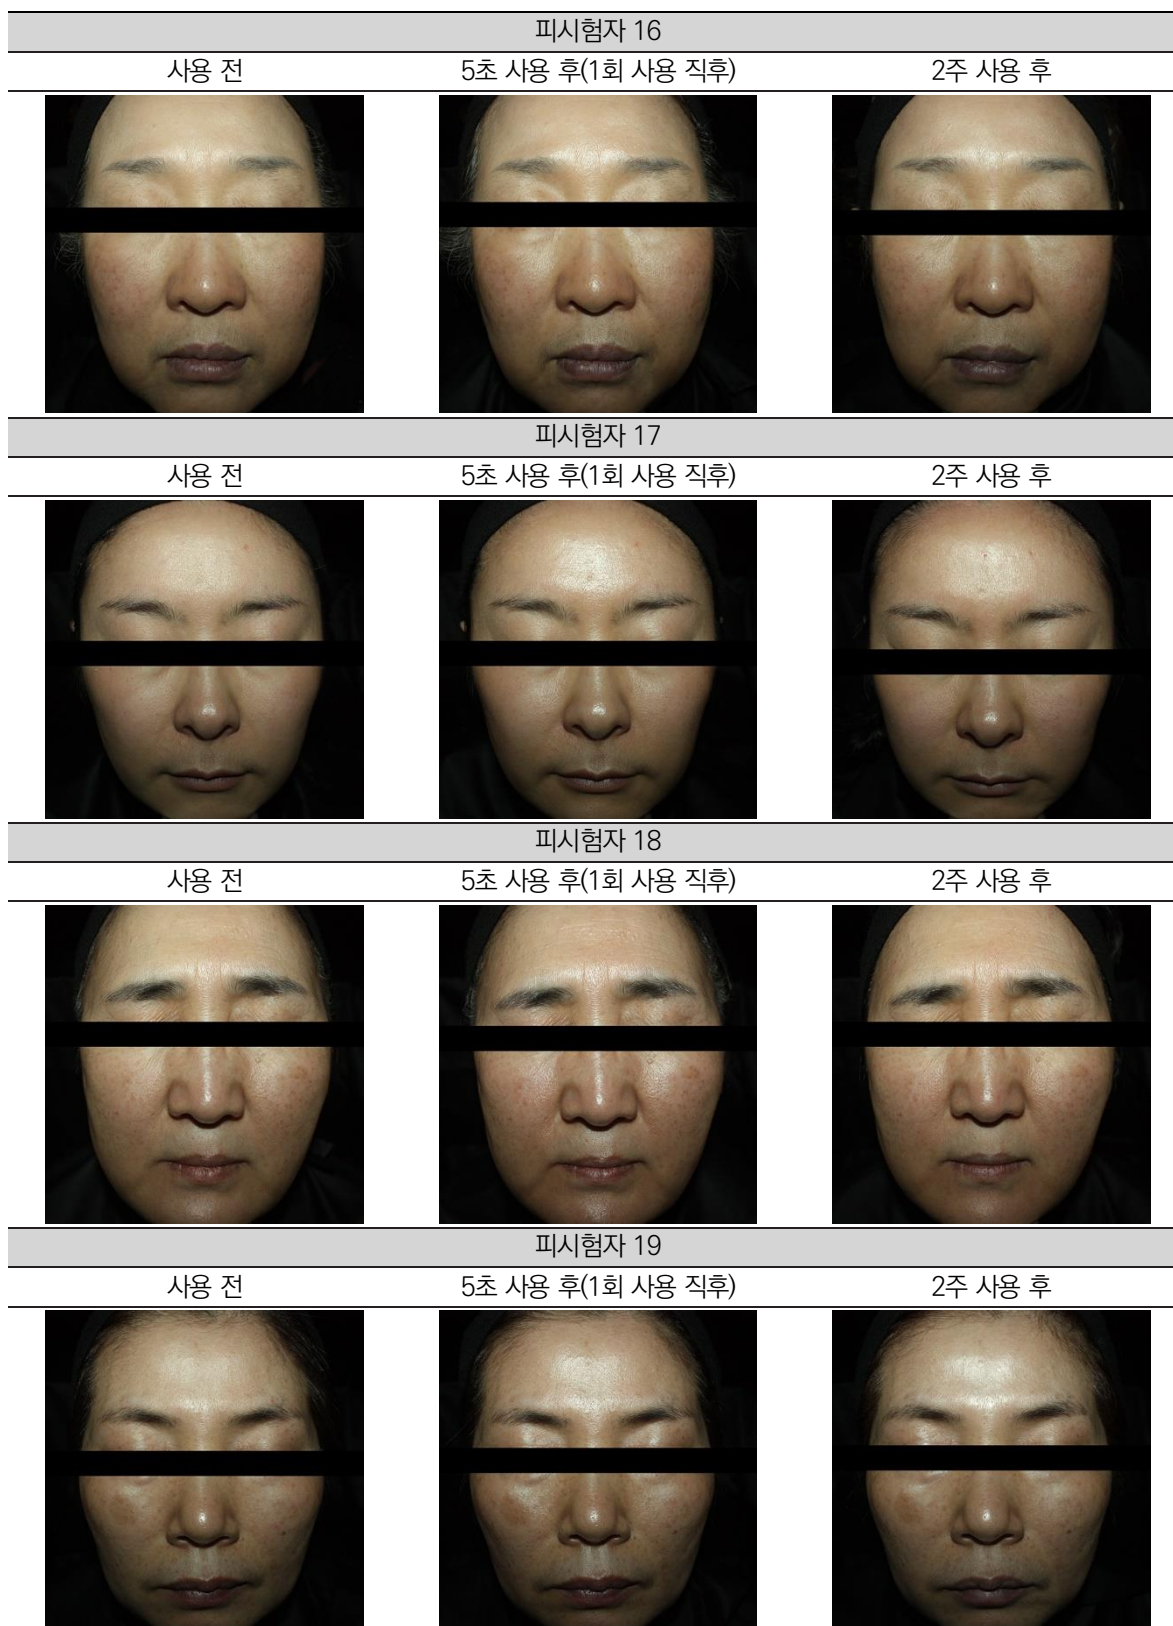 피시험자 16
사용 전 5초 사용 후(1회 사용 직후) 2주 사용 후
피시험자 17
사용 전 5초 사용 후(1회 사용 직후) 2주 사용 후
피시험자 18
사용 전 5초 사용 후(1회 사용 직후) 2주 사용 후
피시험자 19
사용 전 5초 사용 후(1회 사용 직후) 2주 사용 후